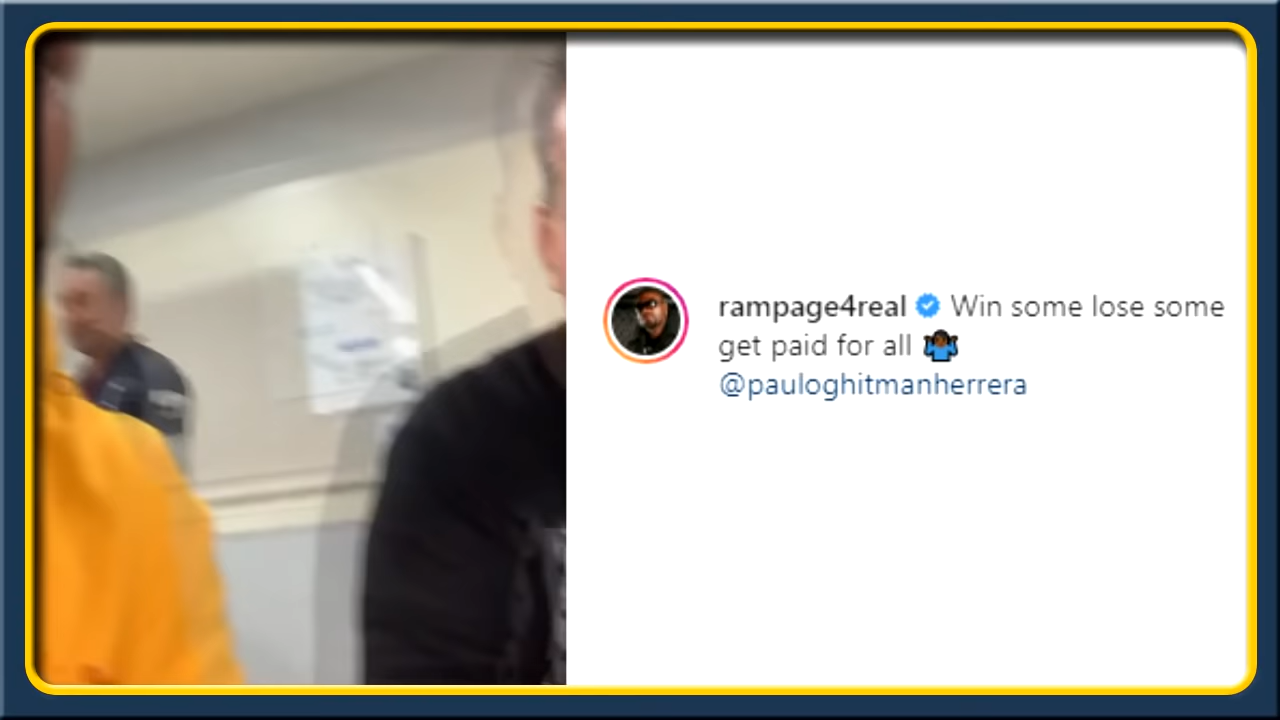 rampage4real Win some lose some
get paid for all 🤷🏿‍♂️
@pauloghitmanherrera